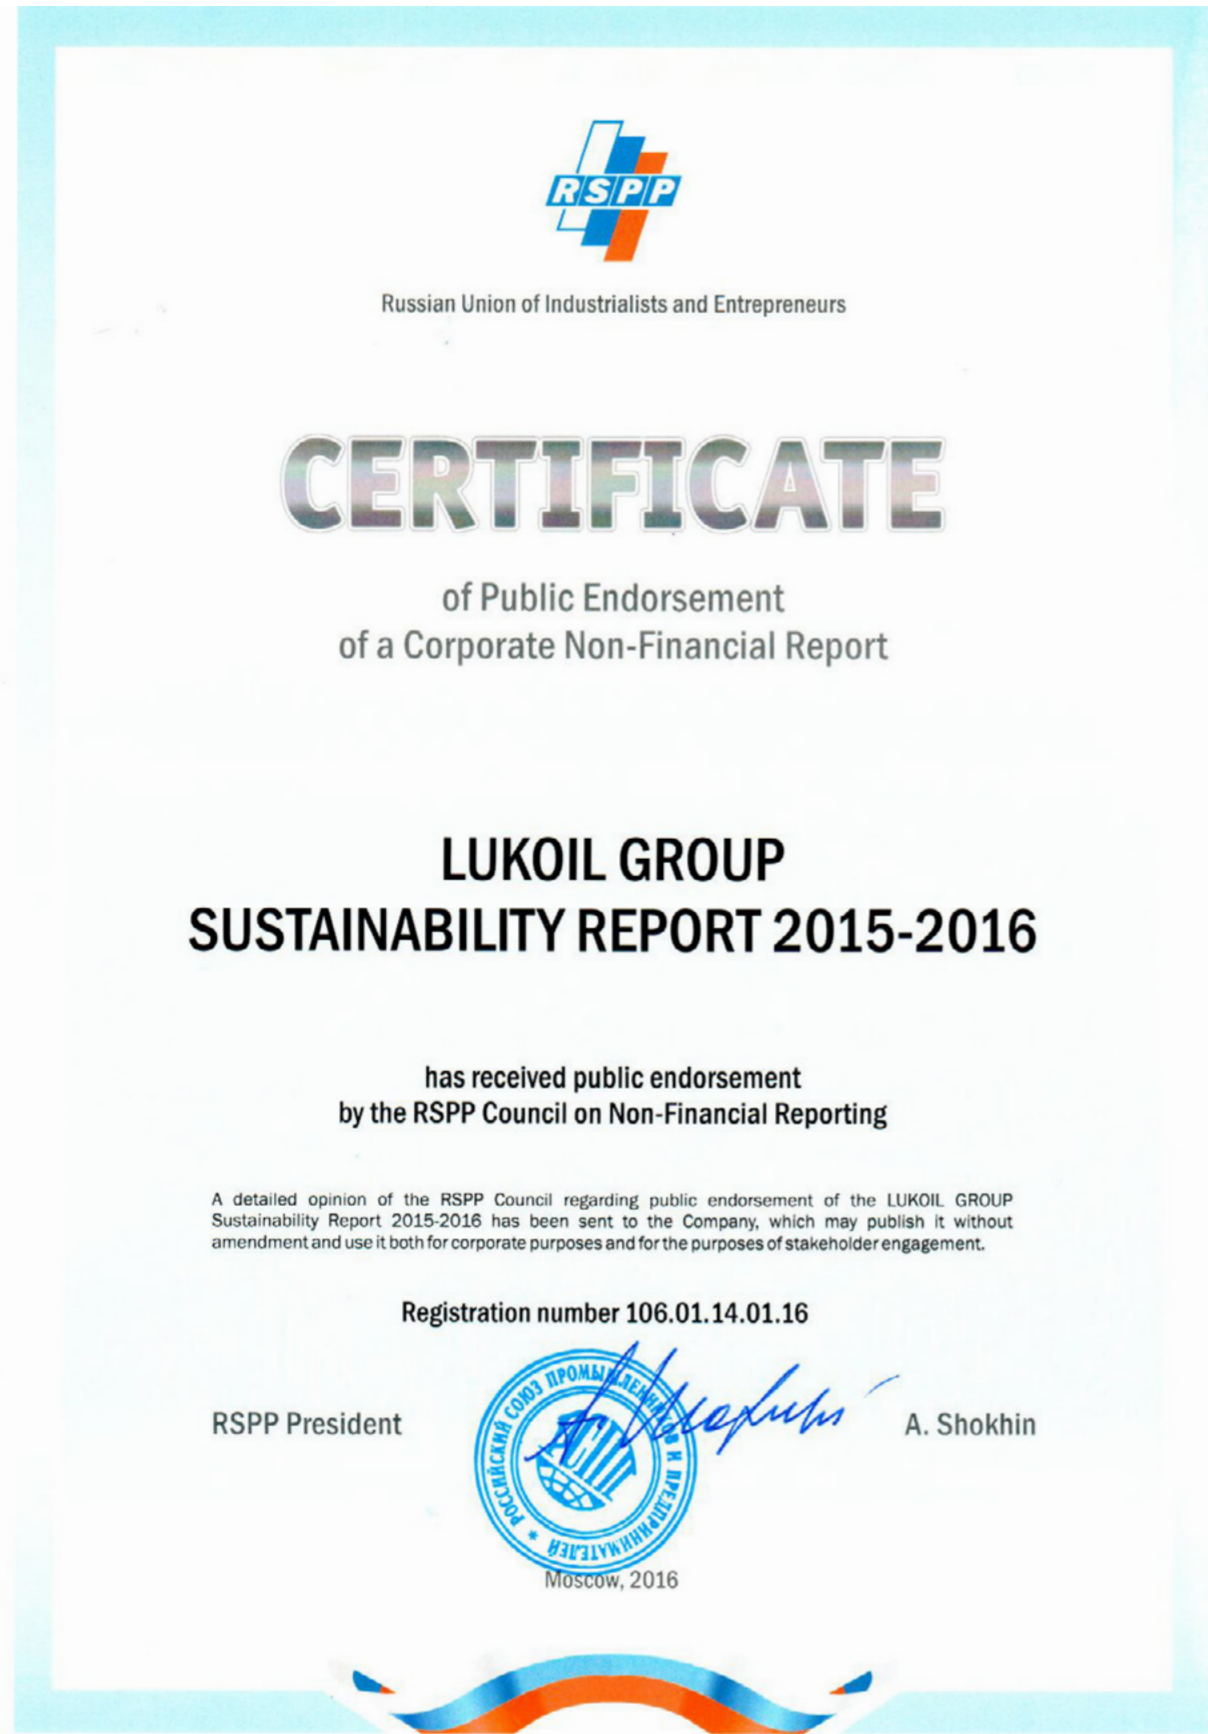 RSPP
Russian Union of Industrialists and Entrepreneurs
CERTIFICATE
of Public Endorsement
of a Corporate Non-Financial Report
LUKOIL GROUP
SUSTAINABILITY REPORT 2015-2016
has received public endorsement
by the RSPP Council on Non-Financial Reporting
A detailed opinion of the RSPP Council regarding public endorsement of the LUKOIL GROUP
Sustainability Report 2015-2016 has been sent to the Company, which may publish it without
amendment and use it both for corporate purposes and for the purposes of stakeholder engagement.
Registration number 106.01.14.01.16
РОССИЙСКИЙ СОЮЗ ПРОМЫШЛЕННИКОВ И ПРЕДПРИНИМАТЕЛЕЙ
RSPP President
A. Shokhin
Moscow, 2016